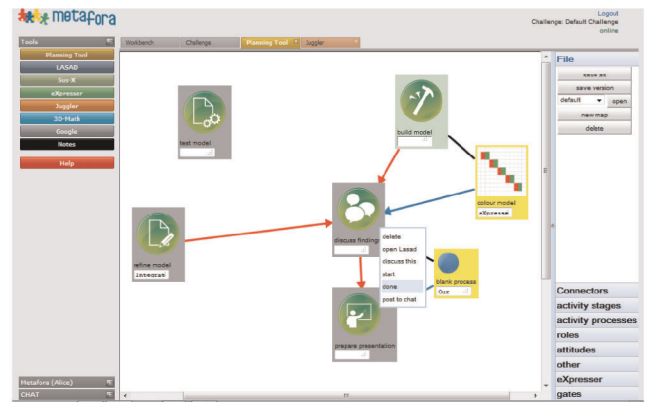 metafora
Logout
Challenge: Default Challenge
online
Tools
Workbench
Challenge
Planning Tool
Juggler
Planning Tool
LASAD
Sus-X
eXpresser
Juggler
3D-Math
Google
Notes
Help
test model
build model
colour model
eXpresser
discuss findings
delete
open Lasad
discuss this
start
done
post to chat
refine model
blank process
prepare presentation
File
save as
save version
default
open
new map
delete
Connectors
activity stages
activity processes
roles
attitudes
other
eXpresser
gates
Metafora (Alice)
CHAT